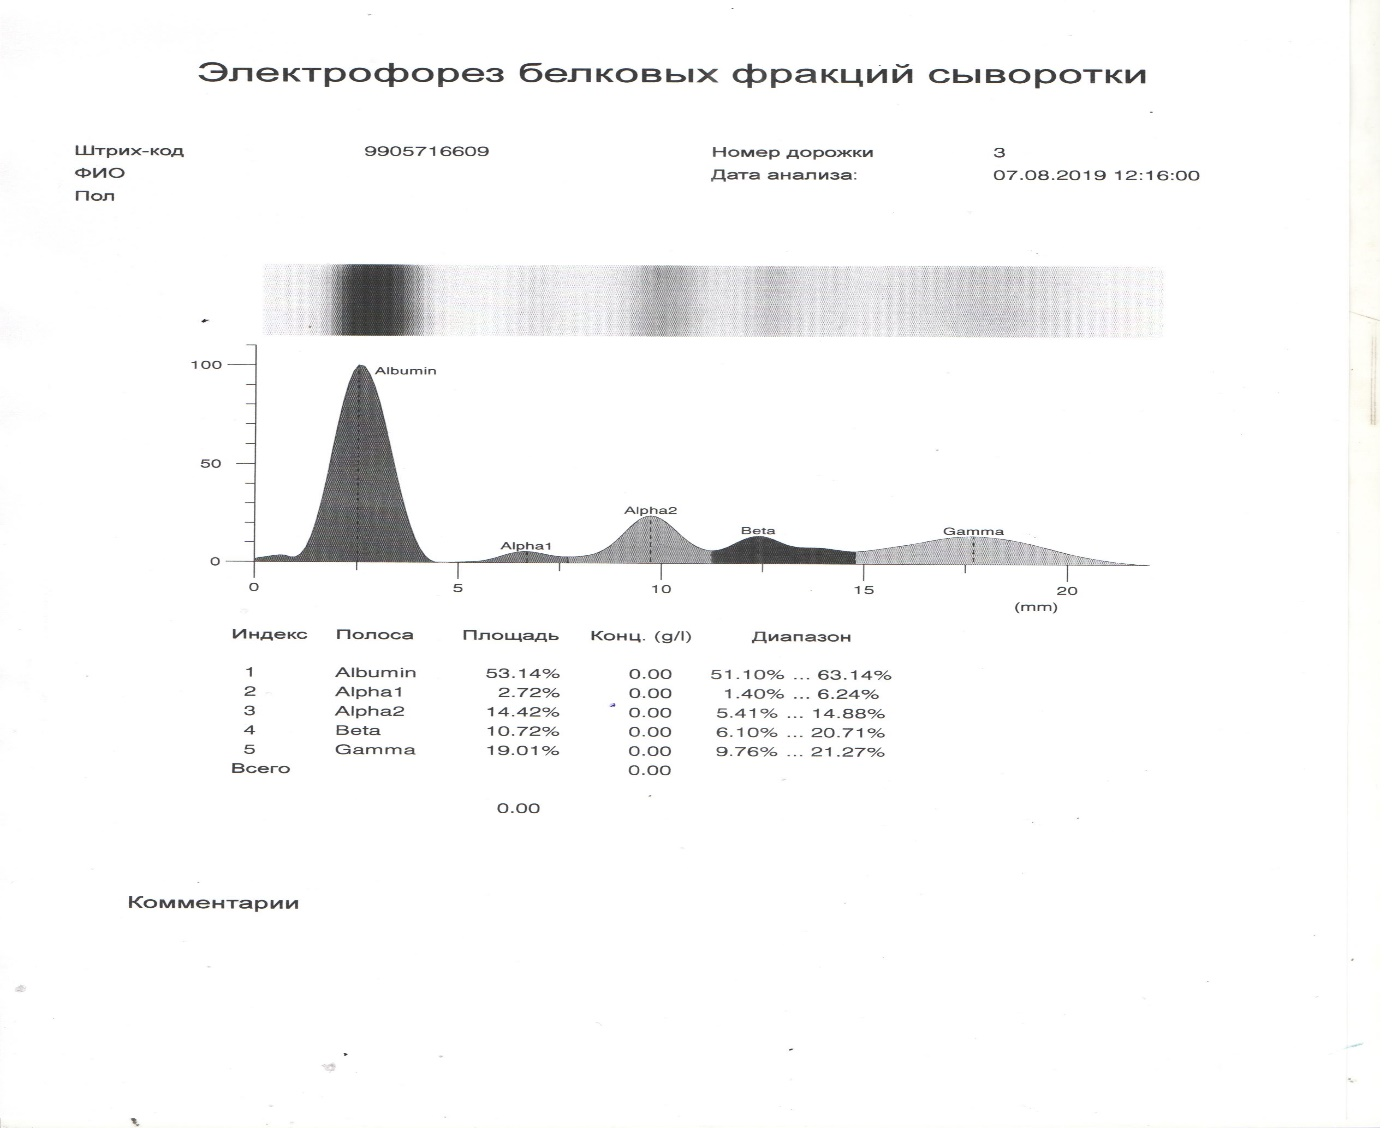 Электрофорез белковых фракций сыворотки
Штрих-код 9905716609 Номер дорожки 3
ФИО Дата анализа: 07.08.2019 12:16:00
Пол
100
Albumin
50
Alpha2
Beta
Gamma
Alpha1
0
0 5 10 15 20
(mm)
Индекс Полоса Площадь Конц. (g/l) Диапазон
1 Albumin 53.14% 0.00 51.10% ... 63.14%
2 Alpha1 2.72% 0.00 1.40% ... 6.24%
3 Alpha2 14.42% 0.00 5.41% ... 14.88%
4 Beta 10.72% 0.00 6.10% ... 20.71%
5 Gamma 19.01% 0.00 9.76% ... 21.27%
Всего 0.00
0.00
Комментарии